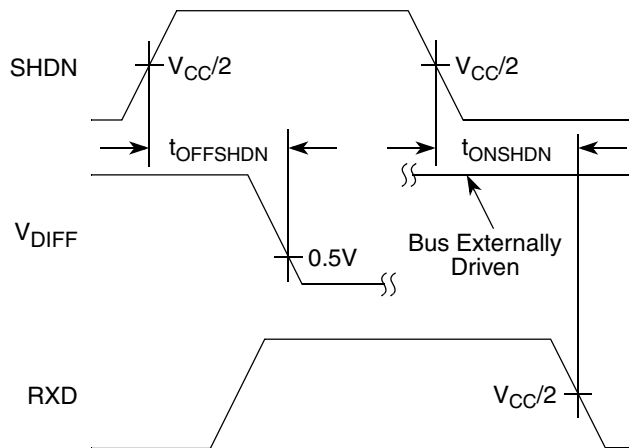 SHDN
VCC/2
VCC/2
tOFFSHDN
tONSHDN
VDIFF
0.5V
Bus Externally
Driven
RXD
VCC/2